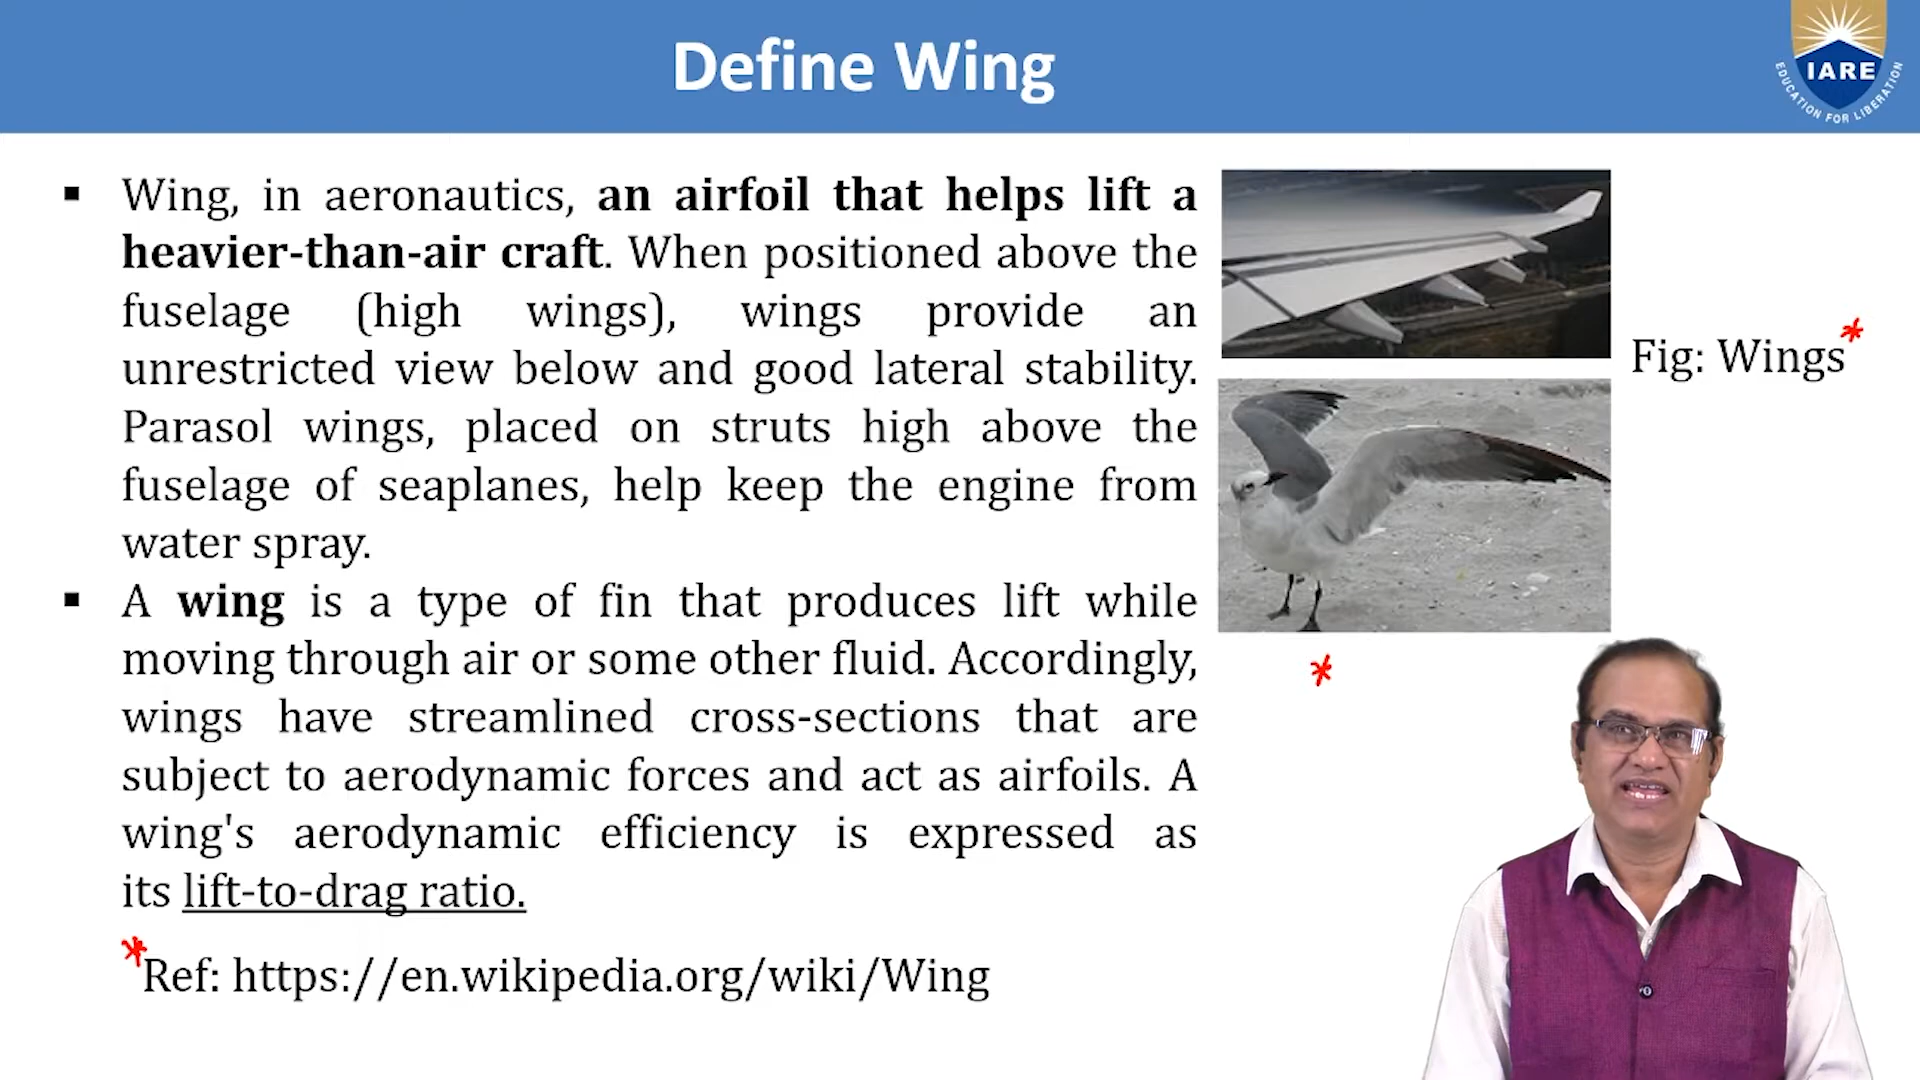 Define Wing
IARE
EDUCATION FOR LIBERATION
▪ Wing, in aeronautics, an airfoil that helps lift a
heavier-than-air craft. When positioned above the
fuselage (high wings), wings provide an
unrestricted view below and good lateral stability.
Parasol wings, placed on struts high above the
fuselage of seaplanes, help keep the engine from
water spray.
▪ A wing is a type of fin that produces lift while
moving through air or some other fluid. Accordingly,
wings have streamlined cross-sections that are
subject to aerodynamic forces and act as airfoils. A
wing's aerodynamic efficiency is expressed as
its lift-to-drag ratio.
*Ref: https://en.wikipedia.org/wiki/Wing
Fig: Wings*
*